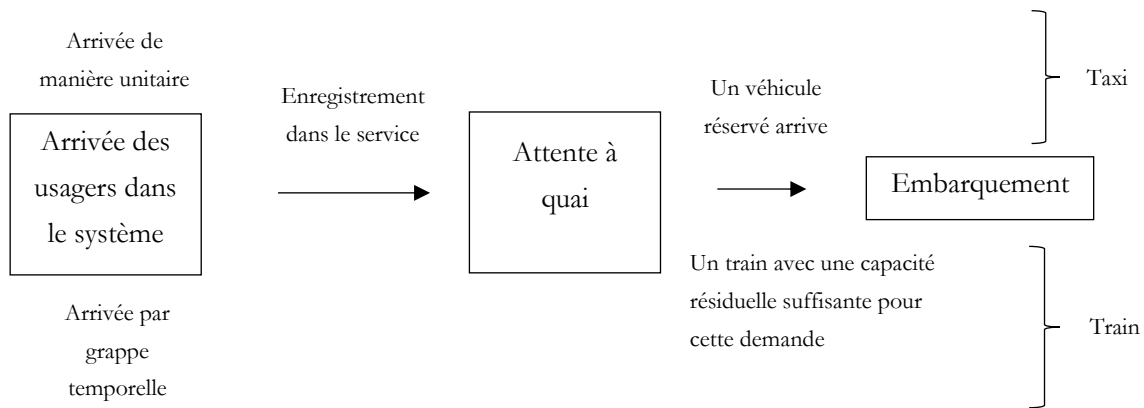 Arrivée de
manière unitaire
Arrivée des
usagers dans
le système
Arrivée par
grappe
temporelle
Enregistrement
dans le service
Attente à
quai
Un véhicule
réservé arrive
Un train avec une capacité
résiduelle suffisante pour
cette demande
Embarquement
Taxi
Train